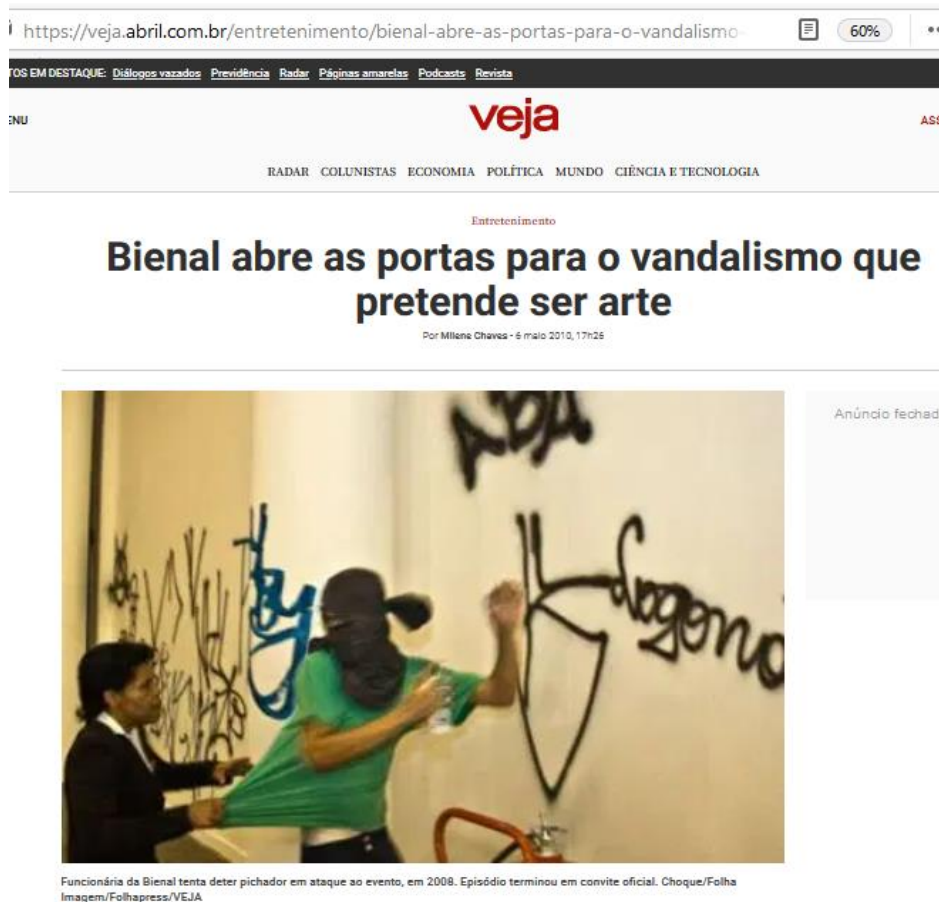 https://veja.abril.com.br/entretenimento/bienal-abre-as-portas-para-o-vandalismo-
60%
TOS EM DESTAQUE: Diálogos vazados Previdência Radar Páginas amarelas Podcasts Revista
ENU
veja
ASS
RADAR COLUNISTAS ECONOMIA POLÍTICA MUNDO CIÊNCIA E TECNOLOGIA
Entretenimento
Bienal abre as portas para o vandalismo que
pretende ser arte
Por Milene Chaves - 6 maio 2010, 17h26
Anúncio fechad
Funcionária da Bienal tenta deter pichador em ataque ao evento, em 2008. Episódio terminou em convite oficial. Choque/Folha
Imagem/Folhapress/VEJA